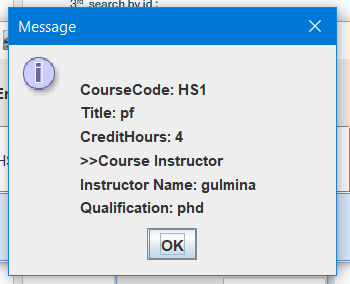 3rd search by id :
Message
CourseCode: HS1
Title: pf
CreditHours: 4
>>Course Instructor
Instructor Name: gulmina
Qualification: phd
OK